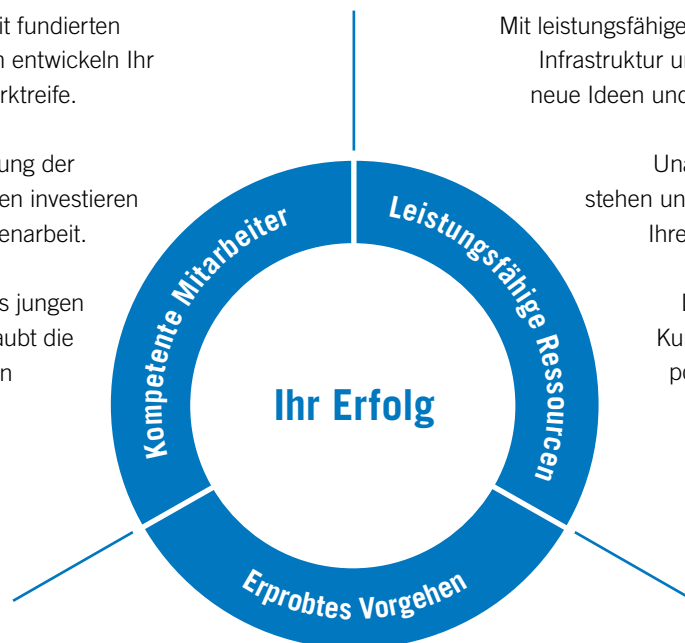 it fundierten
entwickeln Ihr
rktreife.
ung der
en investieren
enarbeit.
s jungen
aubt die
n
Mit leistungsfähige
Infrastruktur u
neue Ideen und
Una
stehen un
Ihre
Ku
pe
Kompetente Mitarbeiter
Leistungsfähige Ressourcen
Ihr Erfolg
Erprobtes Vorgehen